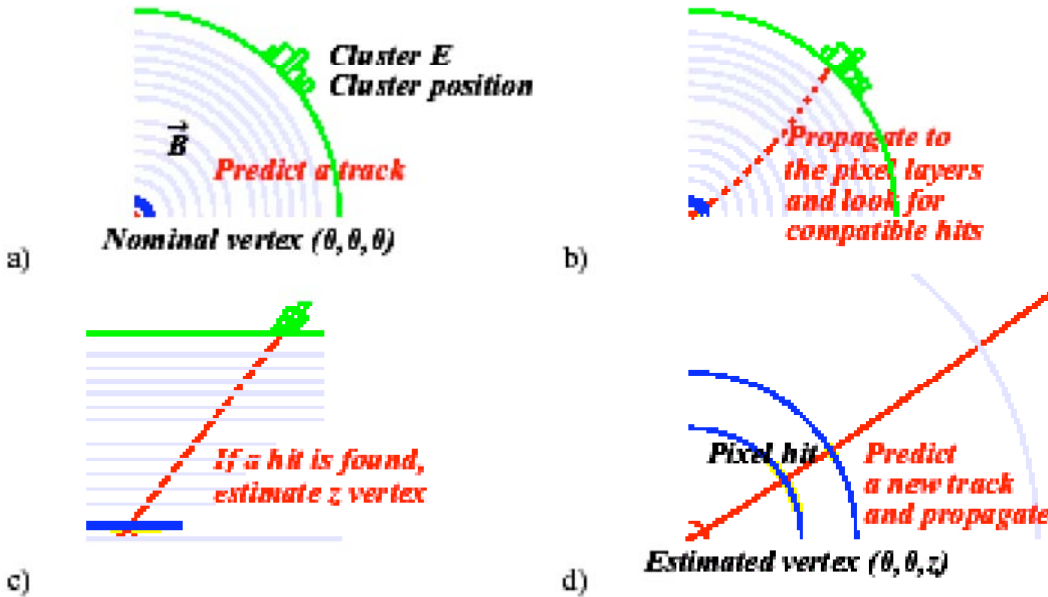 Cluster E
Cluster position
B
Predict a track
Nominal vertex (0,0,0)
a)
Propagate to
the pixel layers
and look for
compatible hits
b)
If a hit is found,
estimate z vertex
c)
Pixel hit
Predict
a new track
and propagate
Estimated vertex (0,0,z)
d)